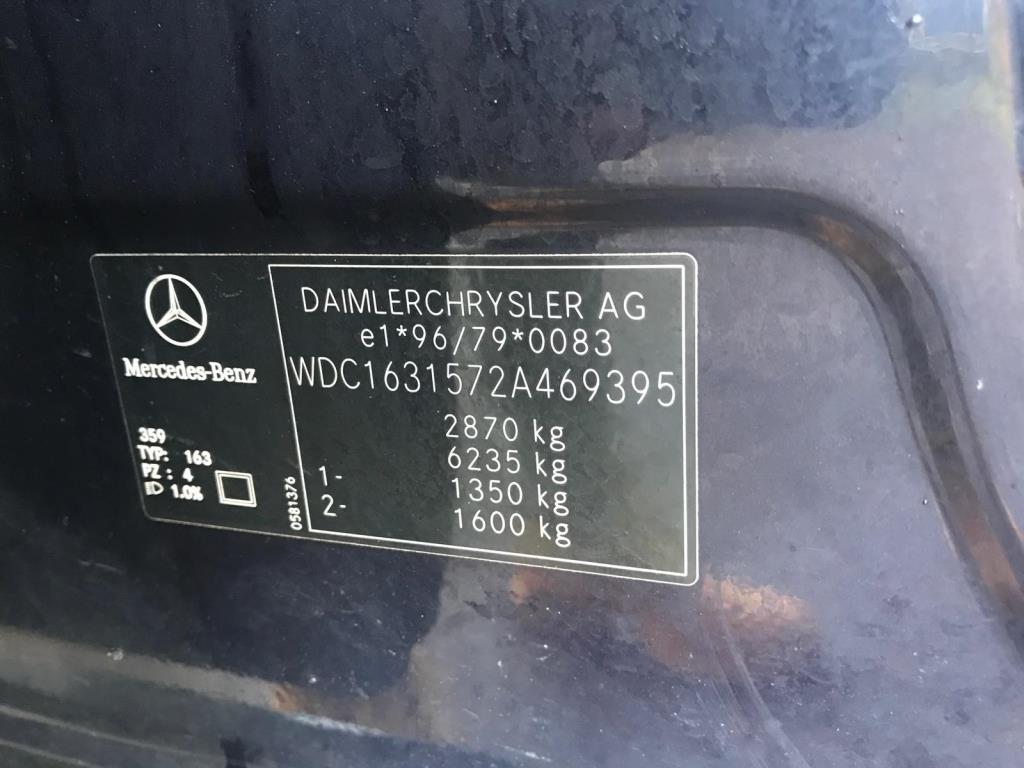 Mercedes-Benz
359
TYP: 163
PZ : 4
ID 1.0%
0581376
DAIMLERCHRYSLER AG
e1*96/79*0083
WDC1631572A469395
2870 kg
6235 kg
1- 1350 kg
2- 1600 kg